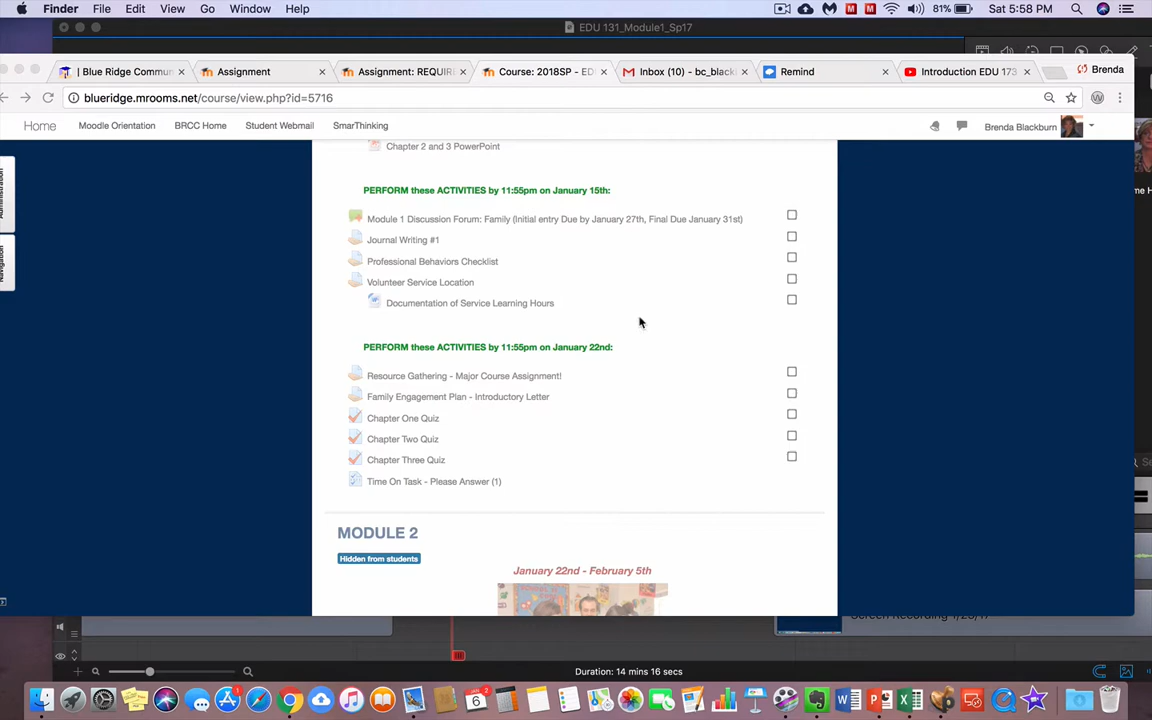 Finder File Edit View Go Window Help 81% Sat 5:58 PM
EDU 131_Module1_Sp17
| Blue Ridge Commun Assignment Assignment: REQUIR Course: 2018SP - ED Inbox (10) - bc_black Remind Introduction EDU 173 Brenda
blueridge.mrooms.net/course/view.php?id=5716
Home Moodle Orientation BRCC Home Student Webmail SmarThinking Brenda Blackburn
Chapter 2 and 3 PowerPoint
Administration
PERFORM these ACTIVITIES by 11:55pm on January 15th:
Module 1 Discussion Forum: Family (Initial entry Due by January 27th, Final Due January 31st)
Journal Writing #1
Navigation
Professional Behaviors Checklist
Volunteer Service Location
Documentation of Service Learning Hours
PERFORM these ACTIVITIES by 11:55pm on January 22nd:
Resource Gathering - Major Course Assignment!
Family Engagement Plan - Introductory Letter
Chapter One Quiz
Chapter Two Quiz
Chapter Three Quiz
Time On Task - Please Answer (1)
MODULE 2
Hidden from students
January 22nd - February 5th
Duration: 14 mins 16 secs